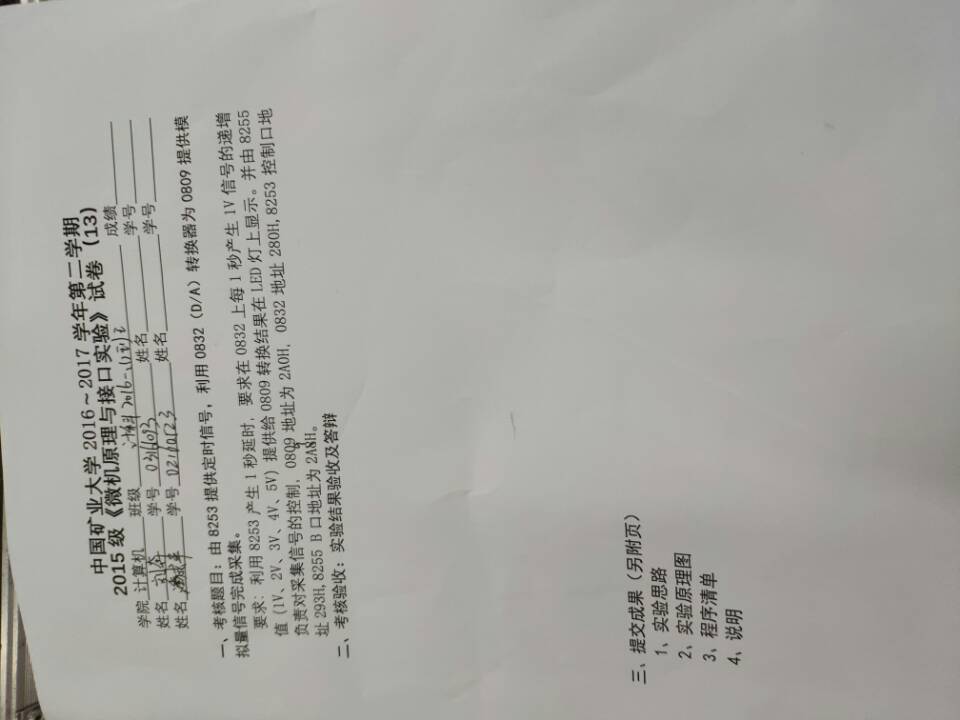 中国矿业大学 2016～2017 学年第二学期
2015 级《微机原理与接口实验》试卷（13）
学院 计算机 班级 计科 2016- 成绩
姓名 学号 姓名 学号
姓名 学号 姓名 学号
一、考核题目：由 8253 提供定时信号，利用 0832（D/A）转换器为 0809 提供模
拟量信号完成采集。
要求：利用 8253 产生 1 秒延时，要求在 0832 上每 1 秒产生 1V 信号的递增
值（1V、2V、3V、4V、5V）提供给 0809 转换结果在 LED 灯上显示。并由 8255
负责对采集信号的控制，0809 地址为 2A0H，0832 地址 280H,8253 控制口地
址 293H,8255 B 口地址为
二、考核验收：实验结果验收及答辩
三、提交成果（另附页）
1、实验思路
2、实验原理图
3、程序清单
4、说明